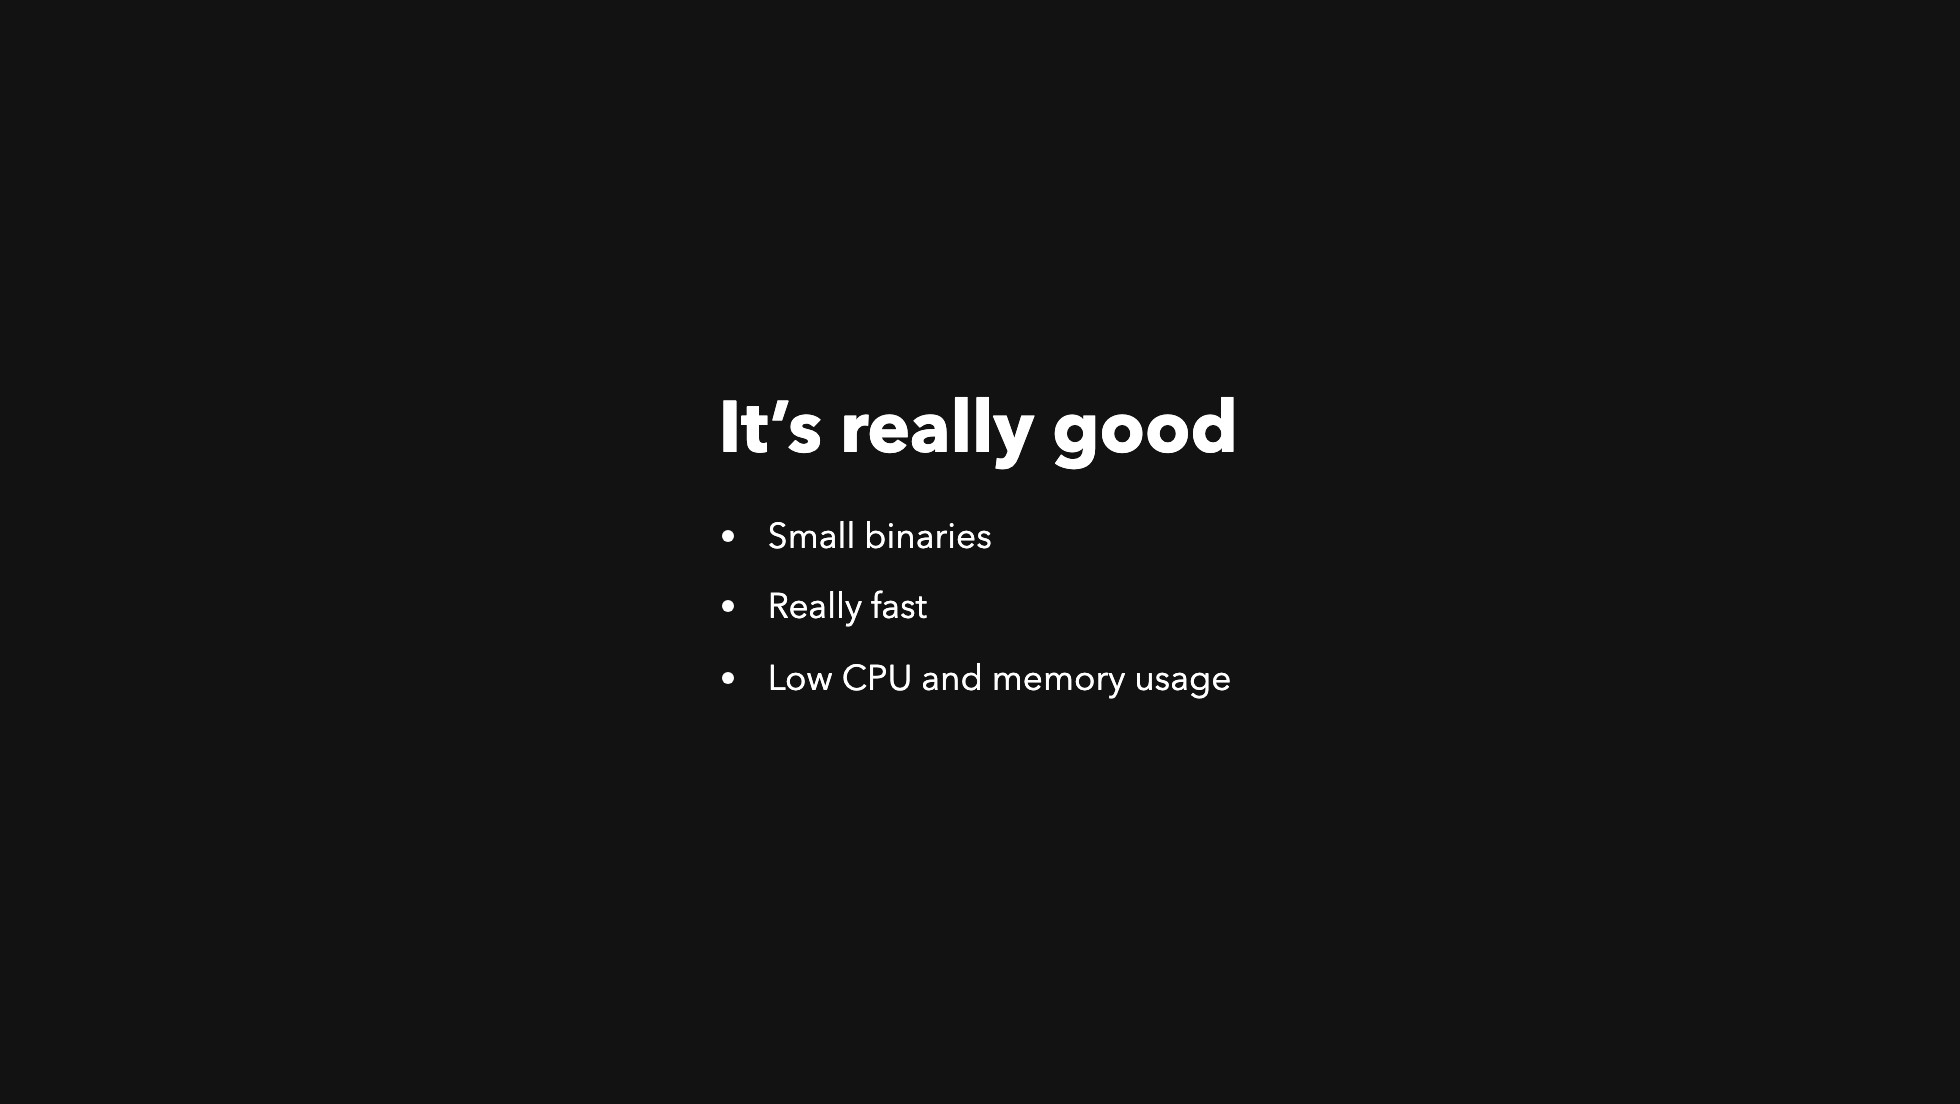 It’s really good
• Small binaries
• Really fast
• Low CPU and memory usage